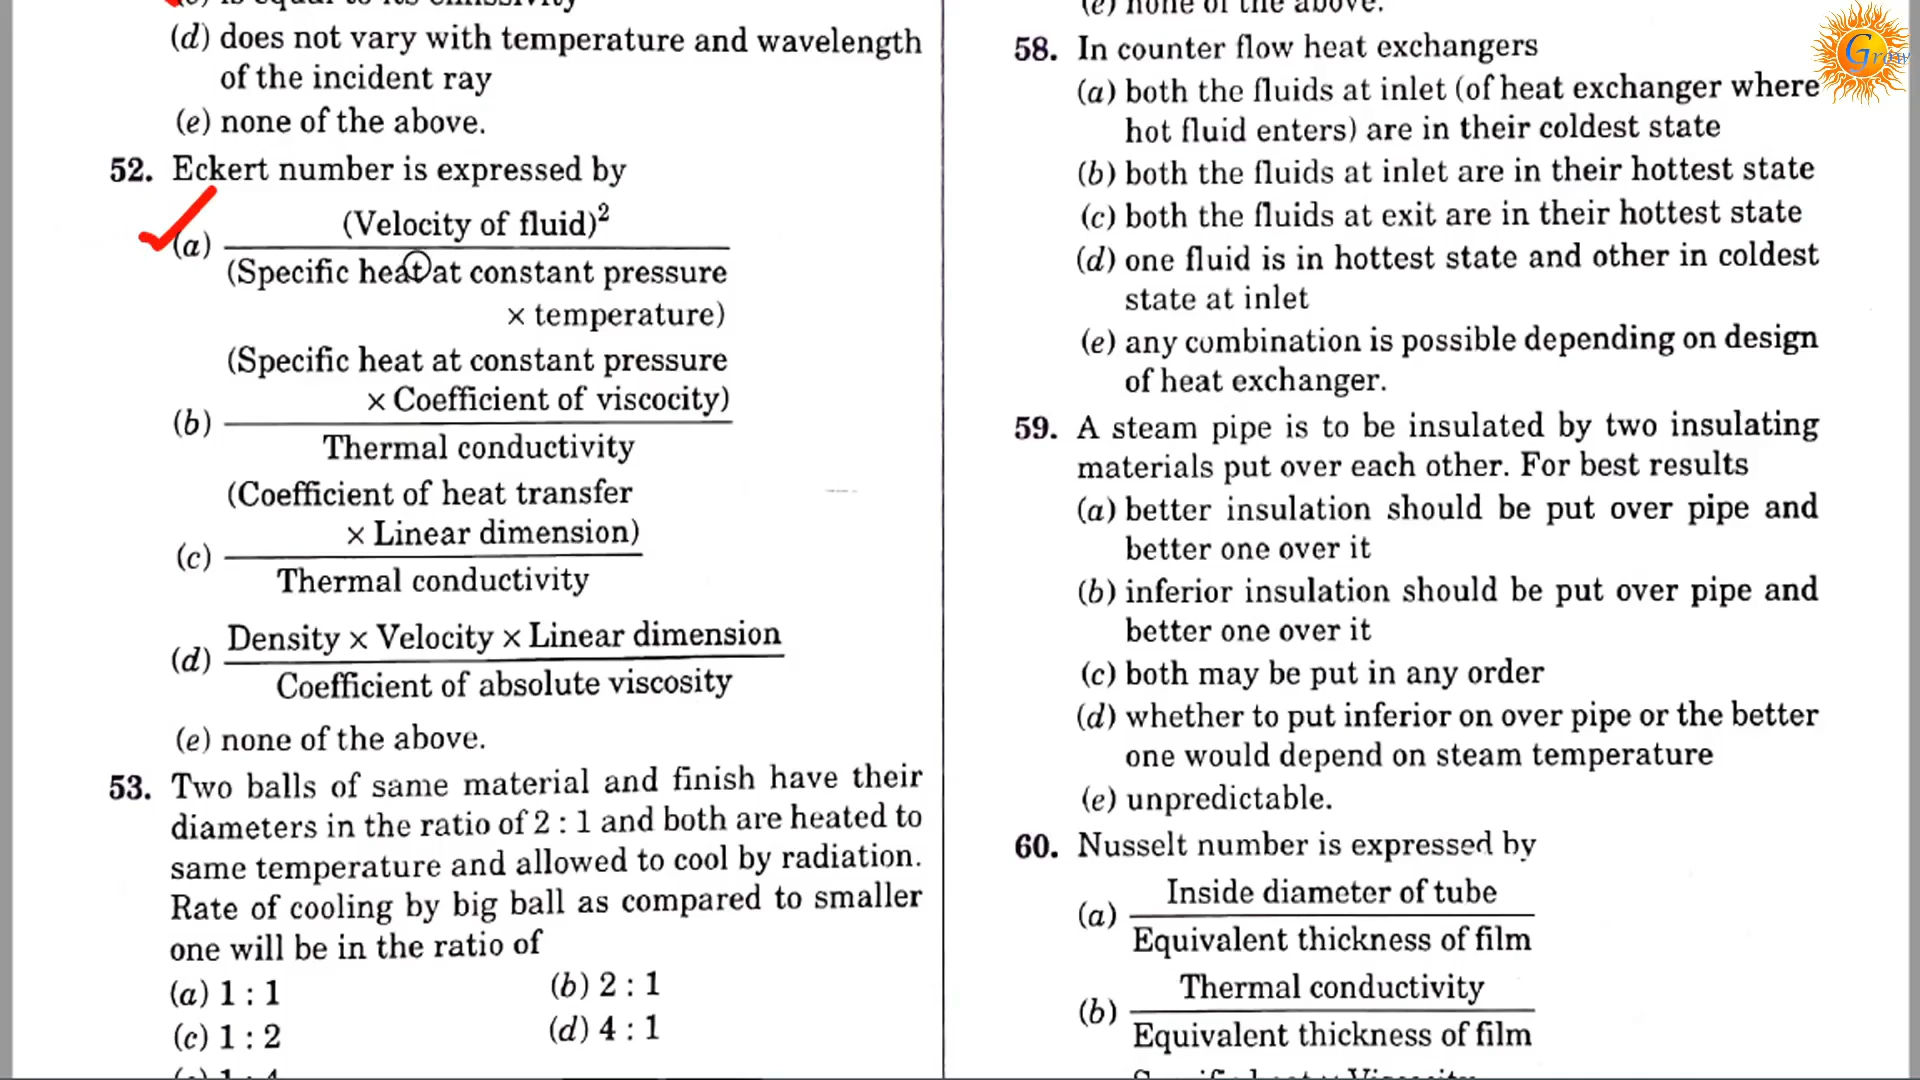 (c) is equal to its emissivity
(d) does not vary with temperature and wavelength
of the incident ray
(e) none of the above.
52. Eckert number is expressed by
(a) (Velocity of fluid)²
(Specific heat at constant pressure
× temperature)
(b) (Specific heat at constant pressure
× Coefficient of viscocity)
Thermal conductivity
(c) (Coefficient of heat transfer
× Linear dimension)
Thermal conductivity
(d) Density × Velocity × Linear dimension
Coefficient of absolute viscosity
(e) none of the above.
53. Two balls of same material and finish have their
diameters in the ratio of 2 : 1 and both are heated to
same temperature and allowed to cool by radiation.
Rate of cooling by big ball as compared to smaller
one will be in the ratio of
(a) 1 : 1 (b) 2 : 1
(c) 1 : 2 (d) 4 : 1
(e) none of the above.
58. In counter flow heat exchangers
(a) both the fluids at inlet (of heat exchanger where
hot fluid enters) are in their coldest state
(b) both the fluids at inlet are in their hottest state
(c) both the fluids at exit are in their hottest state
(d) one fluid is in hottest state and other in coldest
state at inlet
(e) any combination is possible depending on design
of heat exchanger.
59. A steam pipe is to be insulated by two insulating
materials put over each other. For best results
(a) better insulation should be put over pipe and
better one over it
(b) inferior insulation should be put over pipe and
better one over it
(c) both may be put in any order
(d) whether to put inferior on over pipe or the better
one would depend on steam temperature
(e) unpredictable.
60. Nusselt number is expressed by
(a) Inside diameter of tube
Equivalent thickness of film
(b) Thermal conductivity
Equivalent thickness of film
Grow